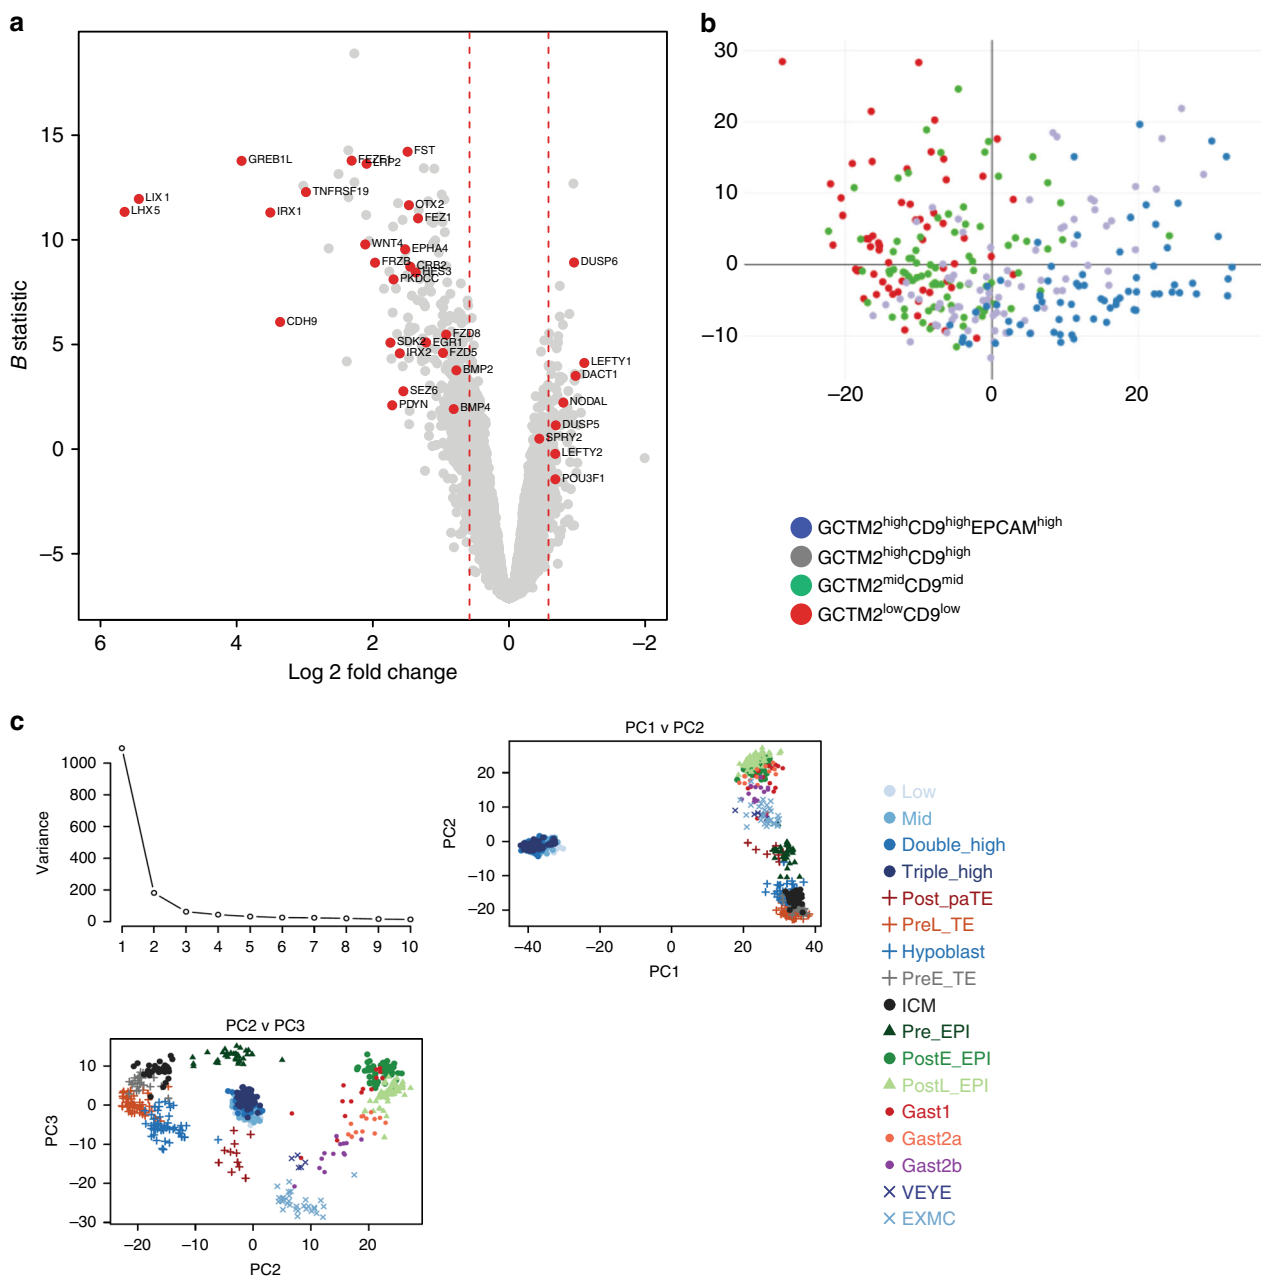 a
B statistic
15
10
5
0
−5
6
4
2
0
−2
Log 2 fold change
GREB1L
FEZF1
LRP2
FST
LIX 1
LHX5
TNFRSF19
IRX1
OTX2
FEZ1
WNT4
EPHA4
FRZB
CRB2
HES3
PKDCC
DUSP6
CDH9
FZD8
SDK2
EGR1
IRX2
FZD5
BMP2
LEFTY1
DACT1
SEZ6
PDYN
BMP4
NODAL
DUSP5
SPRY2
LEFTY2
POU3F1
b
30
20
10
0
−10
−20
0
20
GCTM2highCD9highEPCAMhigh
GCTM2highCD9high
GCTM2midCD9mid
GCTM2lowCD9low
c
Variance
1000
800
600
400
200
0
1 2 3 4 5 6 7 8 9 10
PC1 v PC2
PC2
20
10
0
−10
−20
−40 −20 0 20 40
PC1
PC2 v PC3
PC3
10
0
−10
−20
−30
−20 −10 0 10 20
PC2
Low
Mid
Double_high
Triple_high
Post_paTE
PreL_TE
Hypoblast
PreE_TE
ICM
Pre_EPI
PostE_EPI
PostL_EPI
Gast1
Gast2a
Gast2b
VEYE
EXMC